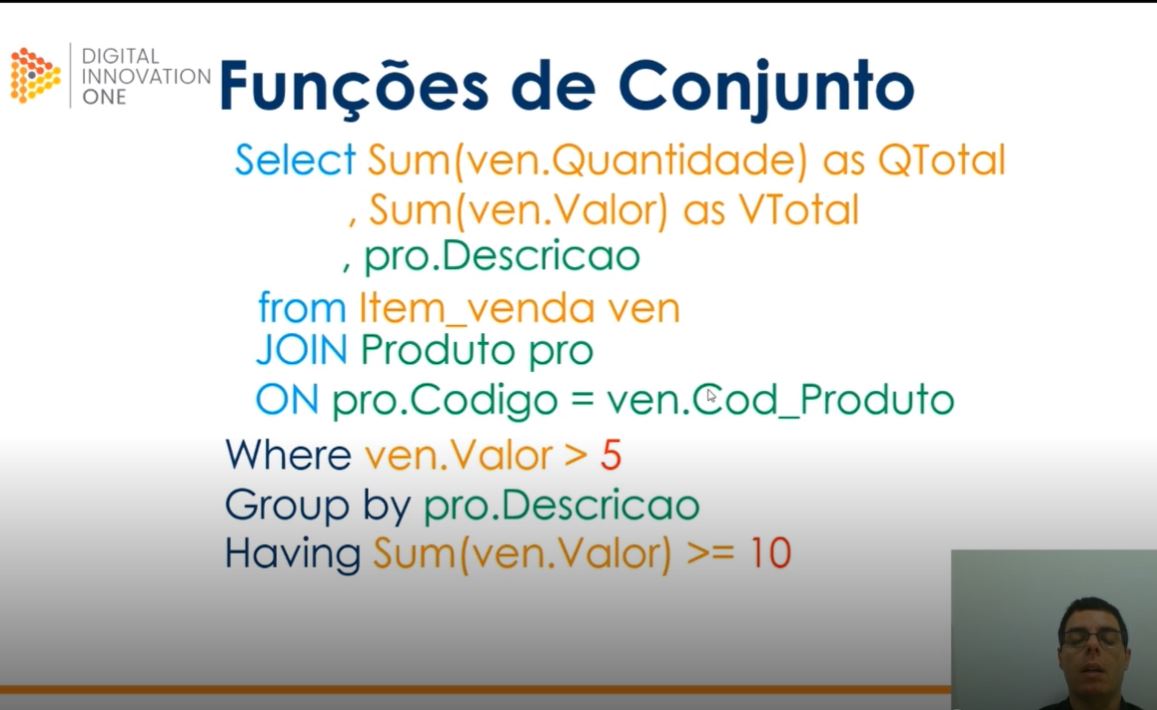 DIGITAL
INNOVATION
ONE
Funções de Conjunto
Select Sum(ven.Quantidade) as QTotal
, Sum(ven.Valor) as VTotal
, pro.Descricao
from Item_venda ven
JOIN Produto pro
ON pro.Codigo = ven.Cod_Produto
Where ven.Valor > 5
Group by pro.Descricao
Having Sum(ven.Valor) >= 10